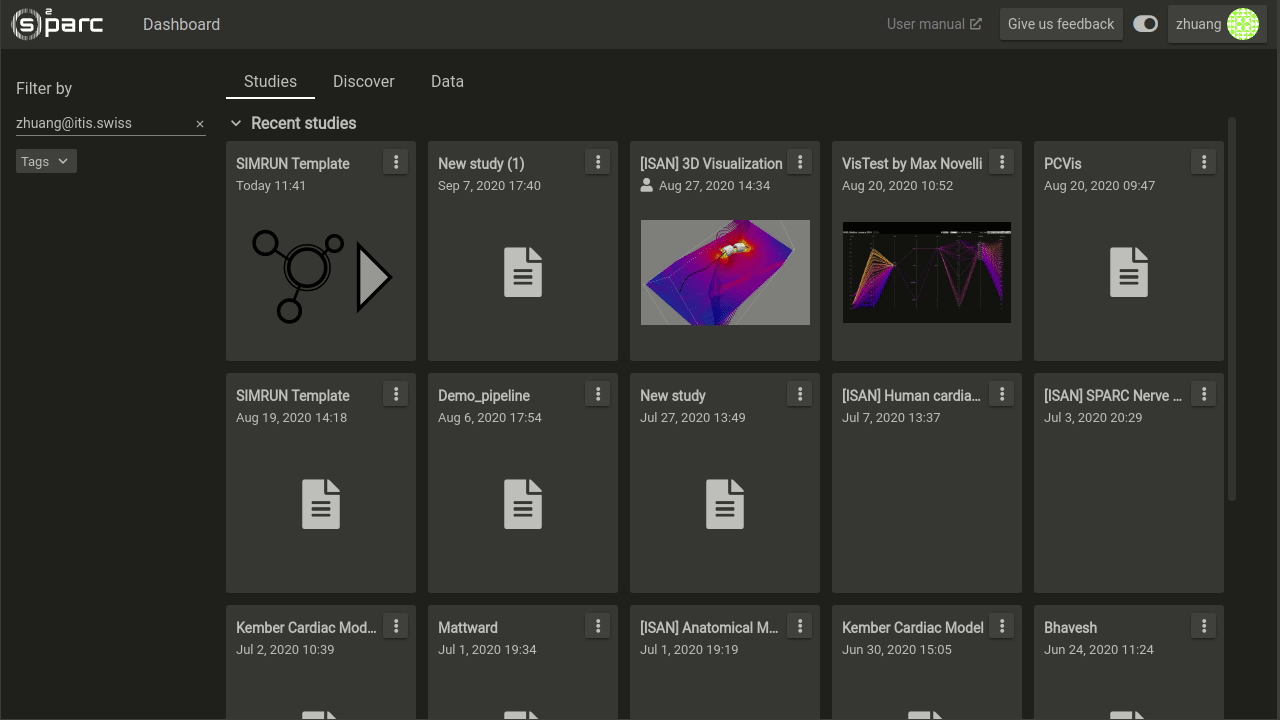 s2parc
Dashboard
User manual
Give us feedback
zhuang
Filter by
zhuang@itis.swiss
Tags
Studies
Discover
Data
Recent studies
SIMRUN Template
Today 11:41
New study (1)
Sep 7, 2020 17:40
[ISAN] 3D Visualization
Aug 27, 2020 14:34
VisTest by Max Novelli
Aug 20, 2020 10:52
PCVis
Aug 20, 2020 09:47
SIMRUN Template
Aug 19, 2020 14:18
Demo_pipeline
Aug 6, 2020 17:54
New study
Jul 27, 2020 13:49
[ISAN] Human cardia...
Jul 7, 2020 13:37
[ISAN] SPARC Nerve ...
Jul 3, 2020 20:29
Kember Cardiac Mod...
Jul 2, 2020 10:39
Mattward
Jul 1, 2020 19:34
[ISAN] Anatomical M...
Jul 1, 2020 19:19
Kember Cardiac Model
Jun 30, 2020 15:05
Bhavesh
Jun 24, 2020 11:24